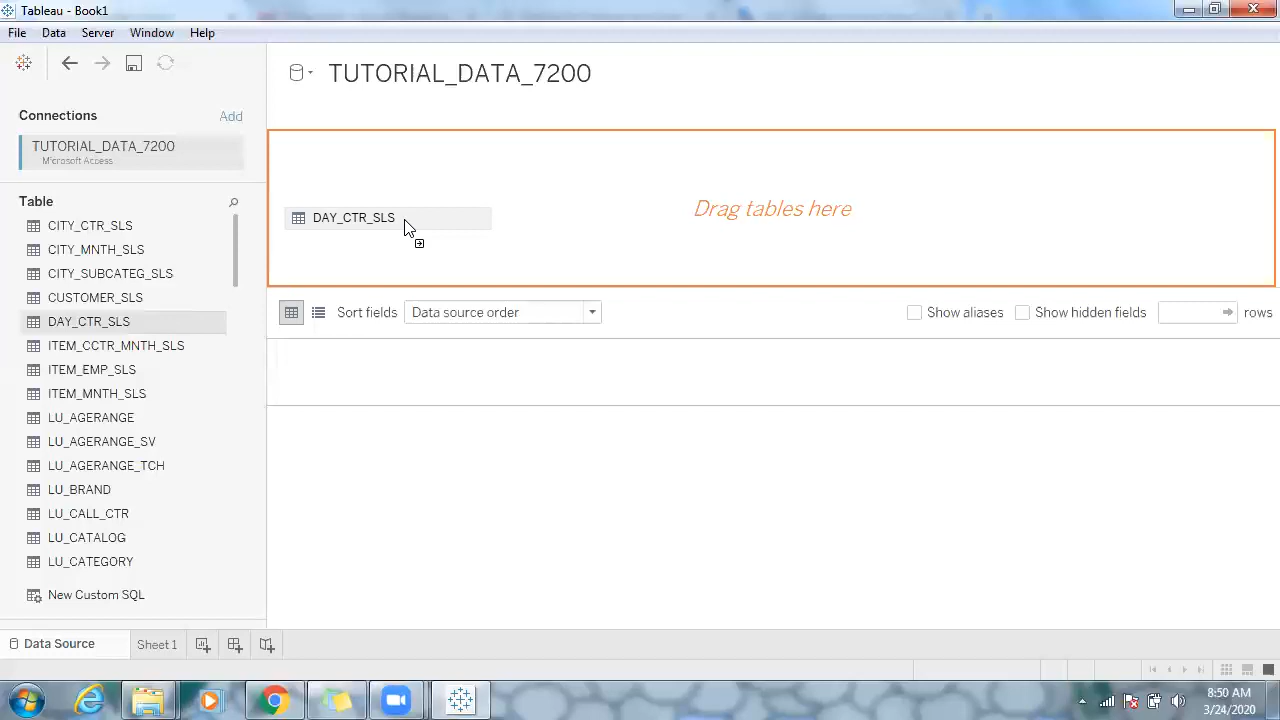 Tableau - Book1
File Data Server Window Help
TUTORIAL_DATA_7200
Connections Add
TUTORIAL_DATA_7200
Microsoft Access
Table
CITY_CTR_SLS
CITY_MNTH_SLS
CITY_SUBCATEG_SLS
CUSTOMER_SLS
DAY_CTR_SLS
ITEM_CCTR_MNTH_SLS
ITEM_EMP_SLS
ITEM_MNTH_SLS
LU_AGERANGE
LU_AGERANGE_SV
LU_AGERANGE_TCH
LU_BRAND
LU_CALL_CTR
LU_CATALOG
LU_CATEGORY
New Custom SQL
DAY_CTR_SLS
Drag tables here
Sort fields Data source order Show aliases Show hidden fields rows
Data Source Sheet 1
8:50 AM
3/24/2020